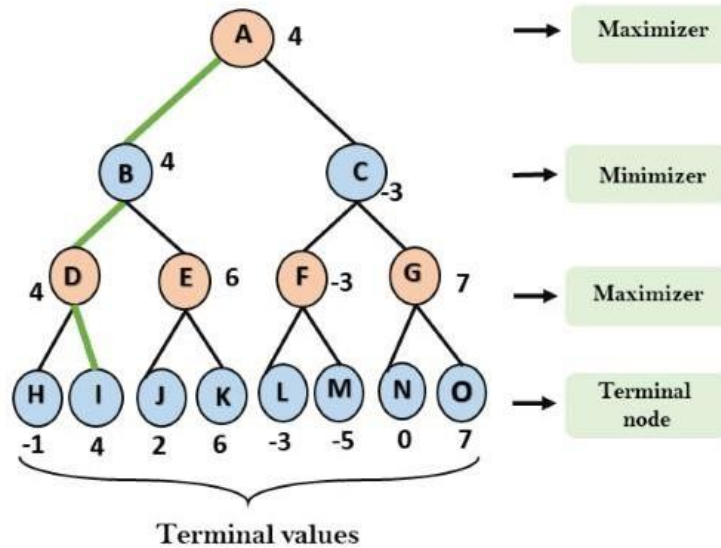 A 4 Maximizer
B 4 C -3 Minimizer
D 4 E 6 F -3 G 7 Maximizer
H I J K L M N O Terminal node
-1 4 2 6 -3 -5 0 7
Terminal values